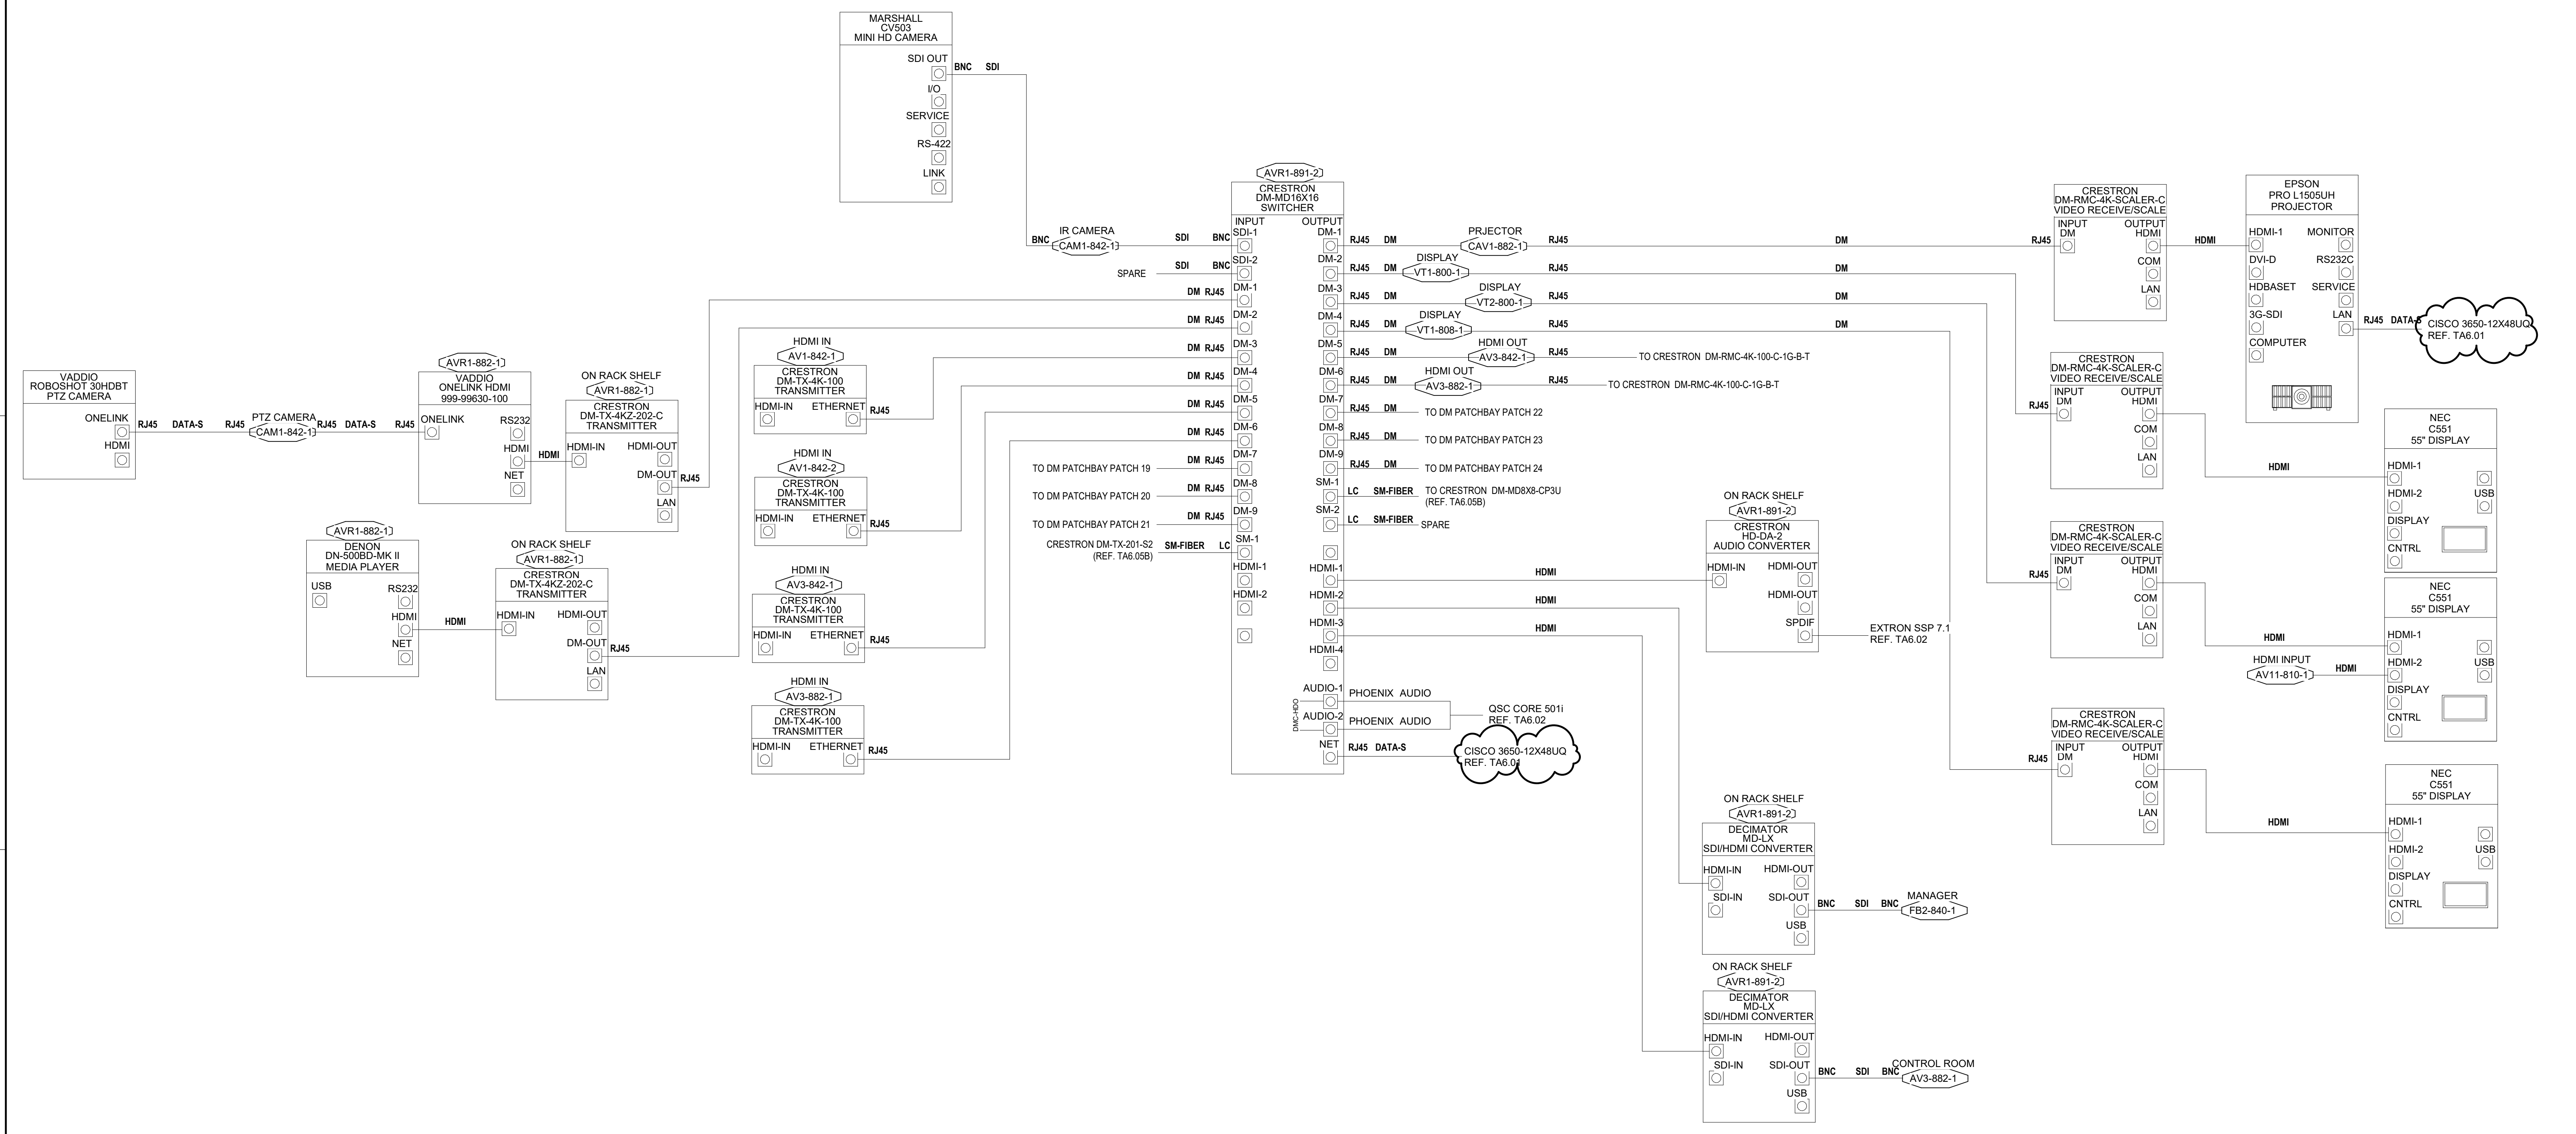 MARSHALL
CV503
MINI HD CAMERA
SDI OUT
BNC SDI
I/O
SERVICE
RS-422
LINK
IR CAMERA
BNC CAM1-842-1 SDI BNC
SPARE SDI BNC
DM RJ45
DM RJ45
DM RJ45
DM RJ45
DM RJ45
DM RJ45
TO DM PATCHBAY PATCH 19 DM RJ45
TO DM PATCHBAY PATCH 20 DM RJ45
TO DM PATCHBAY PATCH 21 DM RJ45
CRESTRON DM-TX-201-S2 SM-FIBER LC
(REF. TA6.05B)
VADDIO
ROBOSHOT 30HDBT
PTZ CAMERA
ONELINK
HDMI
RJ45 DATA-S RJ45
PTZ CAMERA
CAM1-842-1
RJ45 DATA-S RJ45
AVR1-882-1
VADDIO
ONELINK HDMI
999-99630-100
ONELINK
RS232
HDMI
NET
HDMI
ON RACK SHELF
AVR1-882-1
CRESTRON
DM-TX-4KZ-202-C
TRANSMITTER
HDMI-IN
HDMI-OUT
DM-OUT
LAN
RJ45
AVR1-882-1
DENON
DN-500BD-MK II
MEDIA PLAYER
USB
RS232
HDMI
NET
HDMI
ON RACK SHELF
AVR1-882-1
CRESTRON
DM-TX-4KZ-202-C
TRANSMITTER
HDMI-IN
HDMI-OUT
DM-OUT
LAN
RJ45
HDMI IN
AV1-842-1
CRESTRON
DM-TX-4K-100
TRANSMITTER
HDMI-IN ETHERNET
RJ45
HDMI IN
AV1-842-2
CRESTRON
DM-TX-4K-100
TRANSMITTER
HDMI-IN ETHERNET
RJ45
HDMI IN
AV3-842-1
CRESTRON
DM-TX-4K-100
TRANSMITTER
HDMI-IN ETHERNET
RJ45
HDMI IN
AV3-882-1
CRESTRON
DM-TX-4K-100
TRANSMITTER
HDMI-IN ETHERNET
RJ45
AVR1-891-2
CRESTRON
DM-MD16X16
SWITCHER
INPUT OUTPUT
SDI-1 DM-1
SDI-2 DM-2
DM-1 DM-3
DM-2 DM-4
DM-3 DM-5
DM-4 DM-6
DM-5 DM-7
DM-6 DM-8
DM-7 DM-9
DM-8 SM-1
DM-9 SM-2
SM-1
HDMI-1 HDMI-1
HDMI-2 HDMI-2
HDMI-3
HDMI-4
AUDIO-1
DMC-HDO
AUDIO-2
NET
PRJECTOR
RJ45 DM CAV1-882-1 RJ45 DM RJ45
DISPLAY
RJ45 DM VT1-800-1 RJ45 DM
DISPLAY
RJ45 DM VT2-800-1 RJ45 DM
DISPLAY
RJ45 DM VT1-808-1 RJ45 DM
HDMI OUT
RJ45 DM AV3-842-1 RJ45 TO CRESTRON DM-RMC-4K-100-C-1G-B-T
HDMI OUT
RJ45 DM AV3-882-1 RJ45 TO CRESTRON DM-RMC-4K-100-C-1G-B-T
RJ45 DM TO DM PATCHBAY PATCH 22
RJ45 DM TO DM PATCHBAY PATCH 23
RJ45 DM TO DM PATCHBAY PATCH 24
LC SM-FIBER TO CRESTRON DM-MD8X8-CP3U
(REF. TA6.05B)
LC SM-FIBER SPARE
HDMI
HDMI
HDMI
PHOENIX AUDIO
PHOENIX AUDIO
QSC CORE 501i
REF. TA6.02
RJ45 DATA-S
CISCO 3650-12X48UQ
REF. TA6.01
ON RACK SHELF
AVR1-891-2
CRESTRON
HD-DA-2
AUDIO CONVERTER
HDMI-IN HDMI-OUT
HDMI-OUT
SPDIF
EXTRON SSP 7.1
REF. TA6.02
ON RACK SHELF
AVR1-891-2
DECIMATOR
MD-LX
SDI/HDMI CONVERTER
HDMI-IN HDMI-OUT
SDI-IN SDI-OUT
USB
BNC SDI BNC
MANAGER
FB2-840-1
ON RACK SHELF
AVR1-891-2
DECIMATOR
MD-LX
SDI/HDMI CONVERTER
HDMI-IN HDMI-OUT
SDI-IN SDI-OUT
USB
BNC SDI BNC
CONTROL ROOM
AV3-882-1
CRESTRON
DM-RMC-4K-SCALER-C
VIDEO RECEIVE/SCALE
INPUT OUTPUT
DM HDMI
COM
LAN
HDMI
RJ45
CRESTRON
DM-RMC-4K-SCALER-C
VIDEO RECEIVE/SCALE
INPUT OUTPUT
DM HDMI
COM
LAN
HDMI
RJ45
CRESTRON
DM-RMC-4K-SCALER-C
VIDEO RECEIVE/SCALE
INPUT OUTPUT
DM HDMI
COM
LAN
HDMI
RJ45
CRESTRON
DM-RMC-4K-SCALER-C
VIDEO RECEIVE/SCALE
INPUT OUTPUT
DM HDMI
COM
LAN
HDMI
EPSON
PRO L1505UH
PROJECTOR
HDMI-1 MONITOR
DVI-D RS232C
HDBASET SERVICE
3G-SDI LAN
COMPUTER
RJ45 DATA-S
CISCO 3650-12X48UQ
REF. TA6.01
NEC
C551
55" DISPLAY
HDMI-1
HDMI-2 USB
DISPLAY
CNTRL
NEC
C551
55" DISPLAY
HDMI-1
HDMI-2 USB
DISPLAY
CNTRL
HDMI INPUT
AV11-810-1
HDMI
NEC
C551
55" DISPLAY
HDMI-1
HDMI-2 USB
DISPLAY
CNTRL